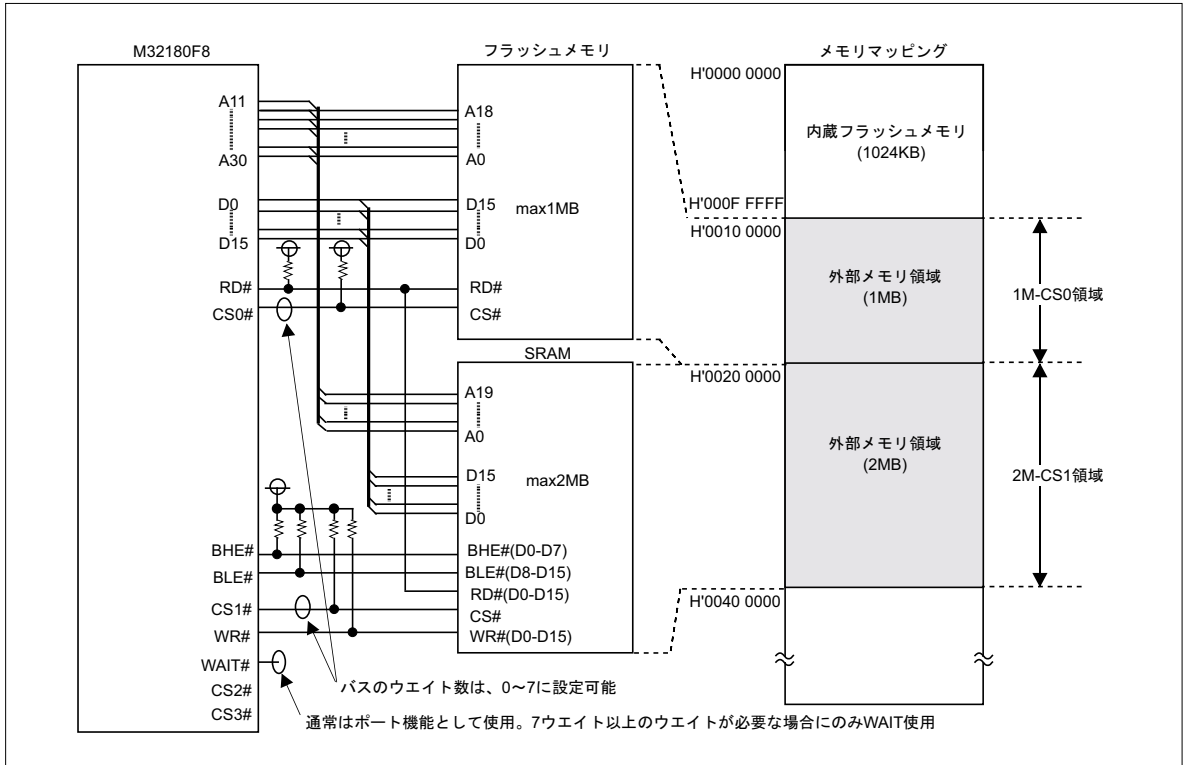 M32180F8
A11
A30
D0
D15
RD#
CS0#
BHE#
BLE#
CS1#
WR#
WAIT#
CS2#
CS3#
フラッシュメモリ
A18
A0
D15
max1MB
D0
RD#
CS#
SRAM
A19
A0
D15
max2MB
D0
BHE#(D0-D7)
BLE#(D8-D15)
RD#(D0-D15)
CS#
WR#(D0-D15)
バスのウエイト数は、0～7に設定可能
通常はポート機能として使用。7ウエイト以上のウエイトが必要な場合にのみWAIT使用
メモリマッピング
H'0000 0000
内蔵フラッシュメモリ
(1024KB)
H'000F FFFF
H'0010 0000
外部メモリ領域
(1MB)
1M-CS0領域
H'0020 0000
外部メモリ領域
(2MB)
2M-CS1領域
H'0040 0000